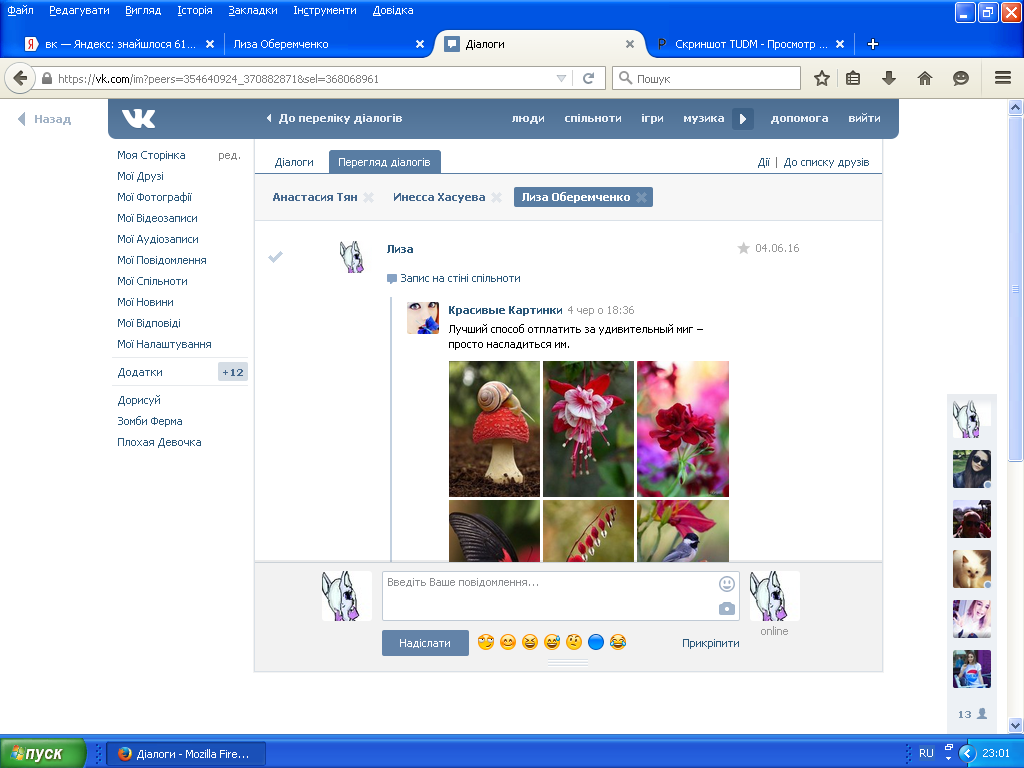 Файл Редагувати Вигляд Історія Закладки Інструменти Довідка
вк — Яндекс: знайшлося 61...
Лиза Оберемченко
Діалоги
Скриншот TUDM - Просмотр ...
https://vk.com/im?peers=354640924_370882871&sel=368068961
Пошук
Назад
До переліку діалогів
люди спільноти ігри музика допомога вийти
Моя Сторінка ред.
Мої Друзі
Мої Фотографії
Мої Відеозаписи
Мої Аудіозаписи
Мої Повідомлення
Мої Спільноти
Мої Новини
Мої Відповіді
Мої Налаштування
Додатки +12
Дорисуй
Зомби Ферма
Плохая Девочка
Діалоги Перегляд діалогів Дії | До списку друзів
Анастасия Тян Инесса Хасуева Лиза Оберемченко
Лиза 04.06.16
Запис на стіні спільноти
Красивые Картинки 4 чер о 18:36
Лучший способ отплатить за удивительный миг –
просто насладиться им.
Введіть Ваше повідомлення...
online
Надіслати Прикріпити
13
пуск
Діалоги - Mozilla Fire...
RU
23:01